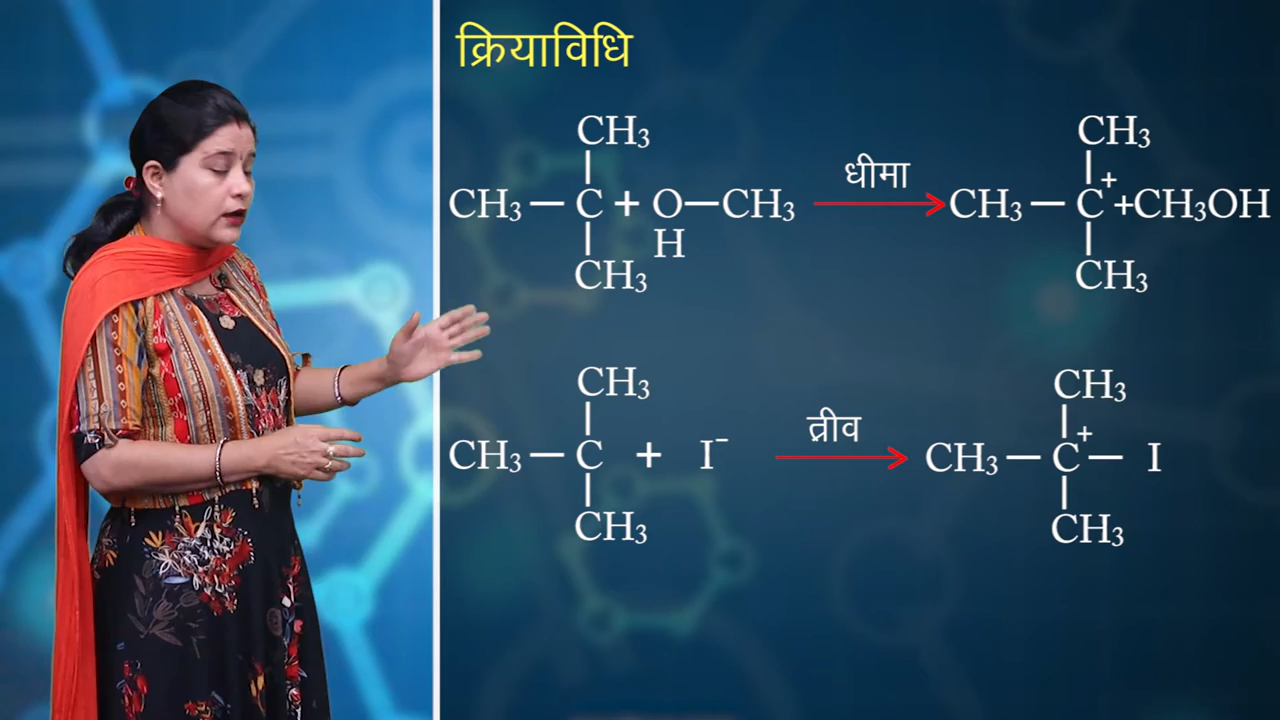 क्रियाविधि
CH₃
CH₃ — C + O — CH₃ धीमा CH₃ — C⁺ + CH₃OH
H
CH₃
CH₃
CH₃
CH₃
CH₃ — C + I⁻ त्रीव CH₃ — C⁺ — I
CH₃
CH₃
CH₃